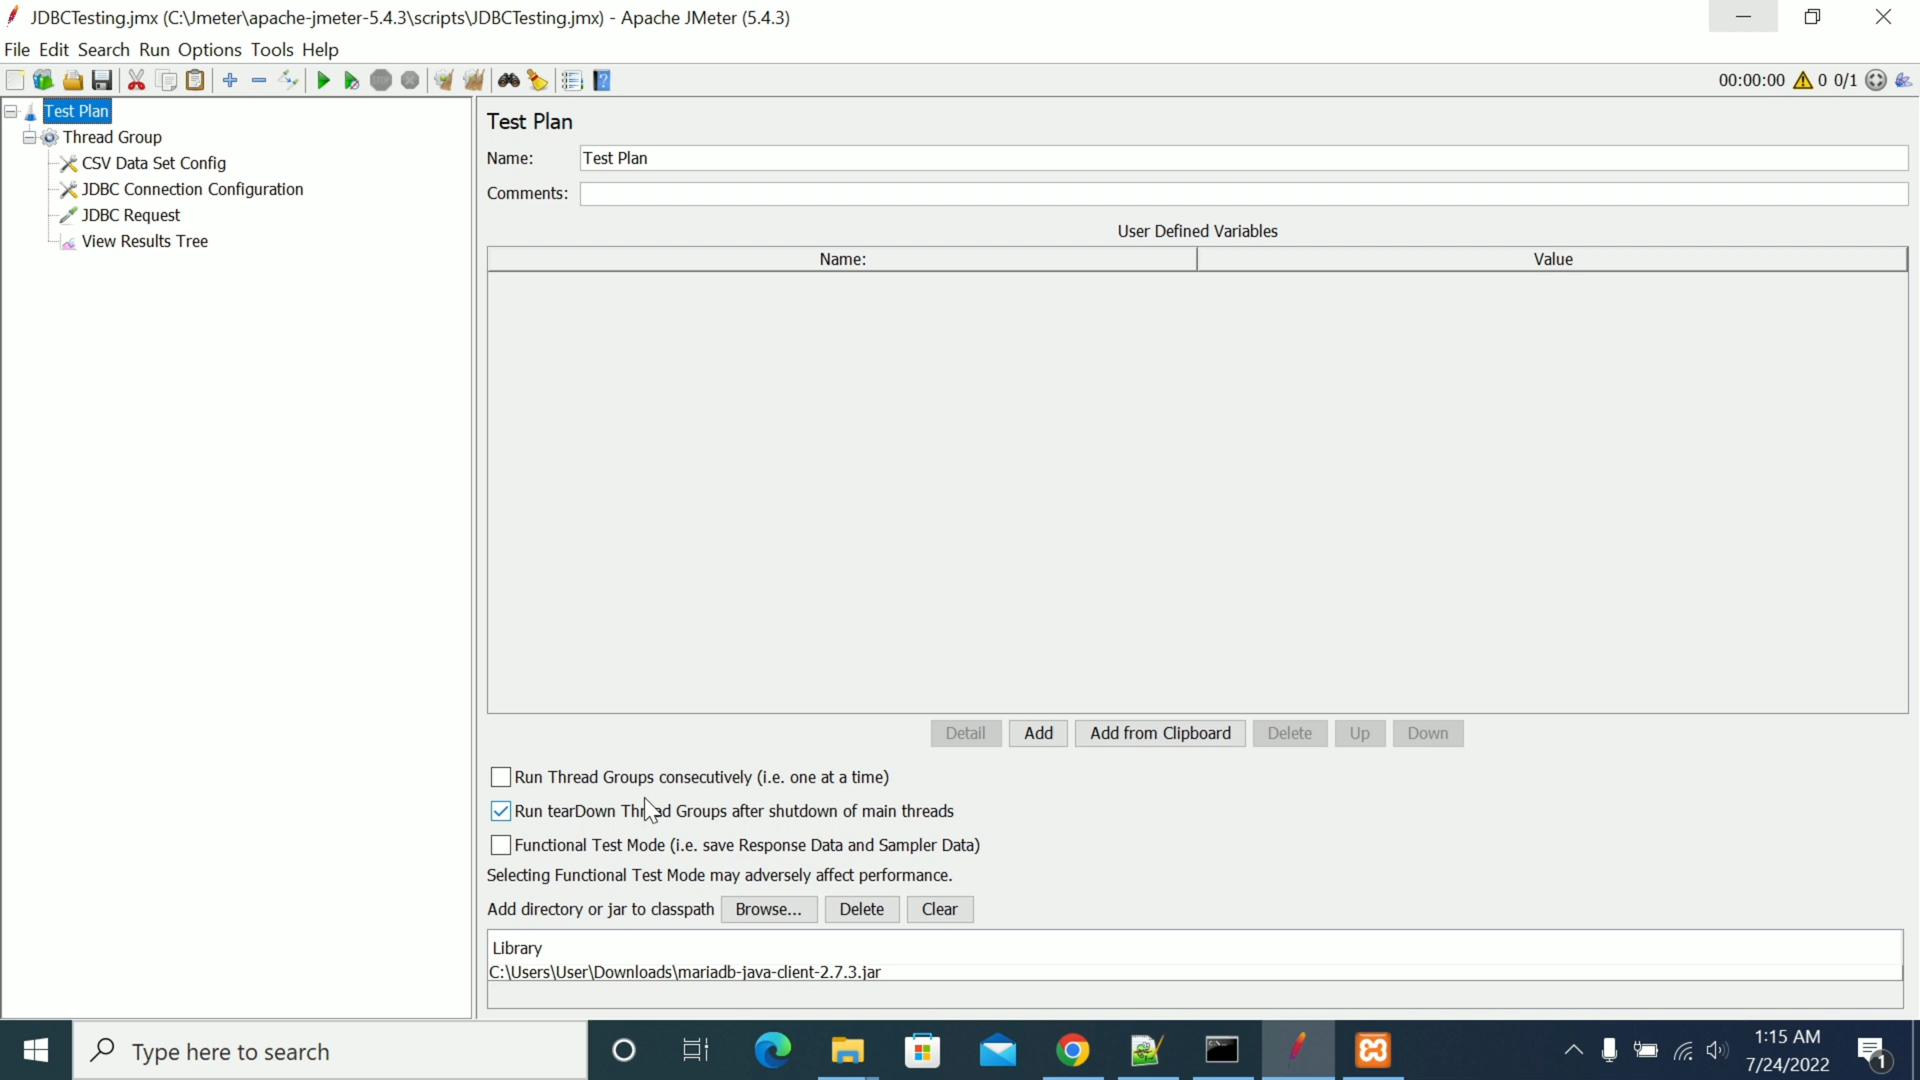 JDBCTesting.jmx (C:\Jmeter\apache-jmeter-5.4.3\scripts\JDBCTesting.jmx) - Apache JMeter (5.4.3)
File Edit Search Run Options Tools Help
00:00:00 0 0/1
Test Plan
Thread Group
CSV Data Set Config
JDBC Connection Configuration
JDBC Request
View Results Tree
Test Plan
Name: Test Plan
Comments:
User Defined Variables
Name: Value
Detail Add Add from Clipboard Delete Up Down
Run Thread Groups consecutively (i.e. one at a time)
Run tearDown Thread Groups after shutdown of main threads
Functional Test Mode (i.e. save Response Data and Sampler Data)
Selecting Functional Test Mode may adversely affect performance.
Add directory or jar to classpath Browse... Delete Clear
Library
C:\Users\User\Downloads\mariadb-java-client-2.7.3.jar
Type here to search
1:15 AM
7/24/2022
1